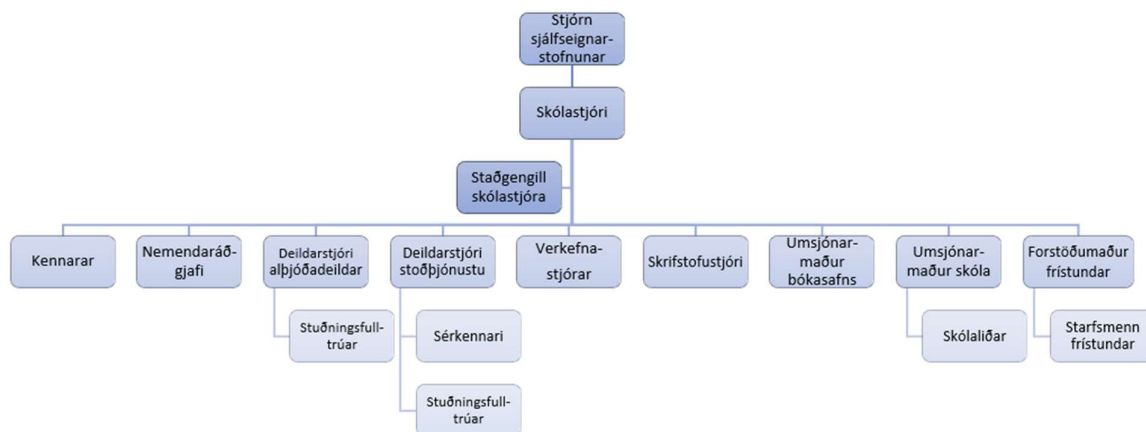 Stjórn
sjálfseignar-
stofnunar
Skólastjóri
Staðgengill
skólastjóra
Kennarar
Nemendaráð-
gjafi
Deildarstjóri
alþjóðadeildar
Deildarstjóri
stoðþjónustu
Verkefna-
stjórar
Skrifstofustjóri
Umsjónar-
maður
bókasafns
Umsjónar-
maður skóla
Forstöðumaður
frístundar
Stuðningsfull-
trúar
Sérkennari
Skólaliðar
Starfsmenn
frístundar
Stuðningsfull-
trúar